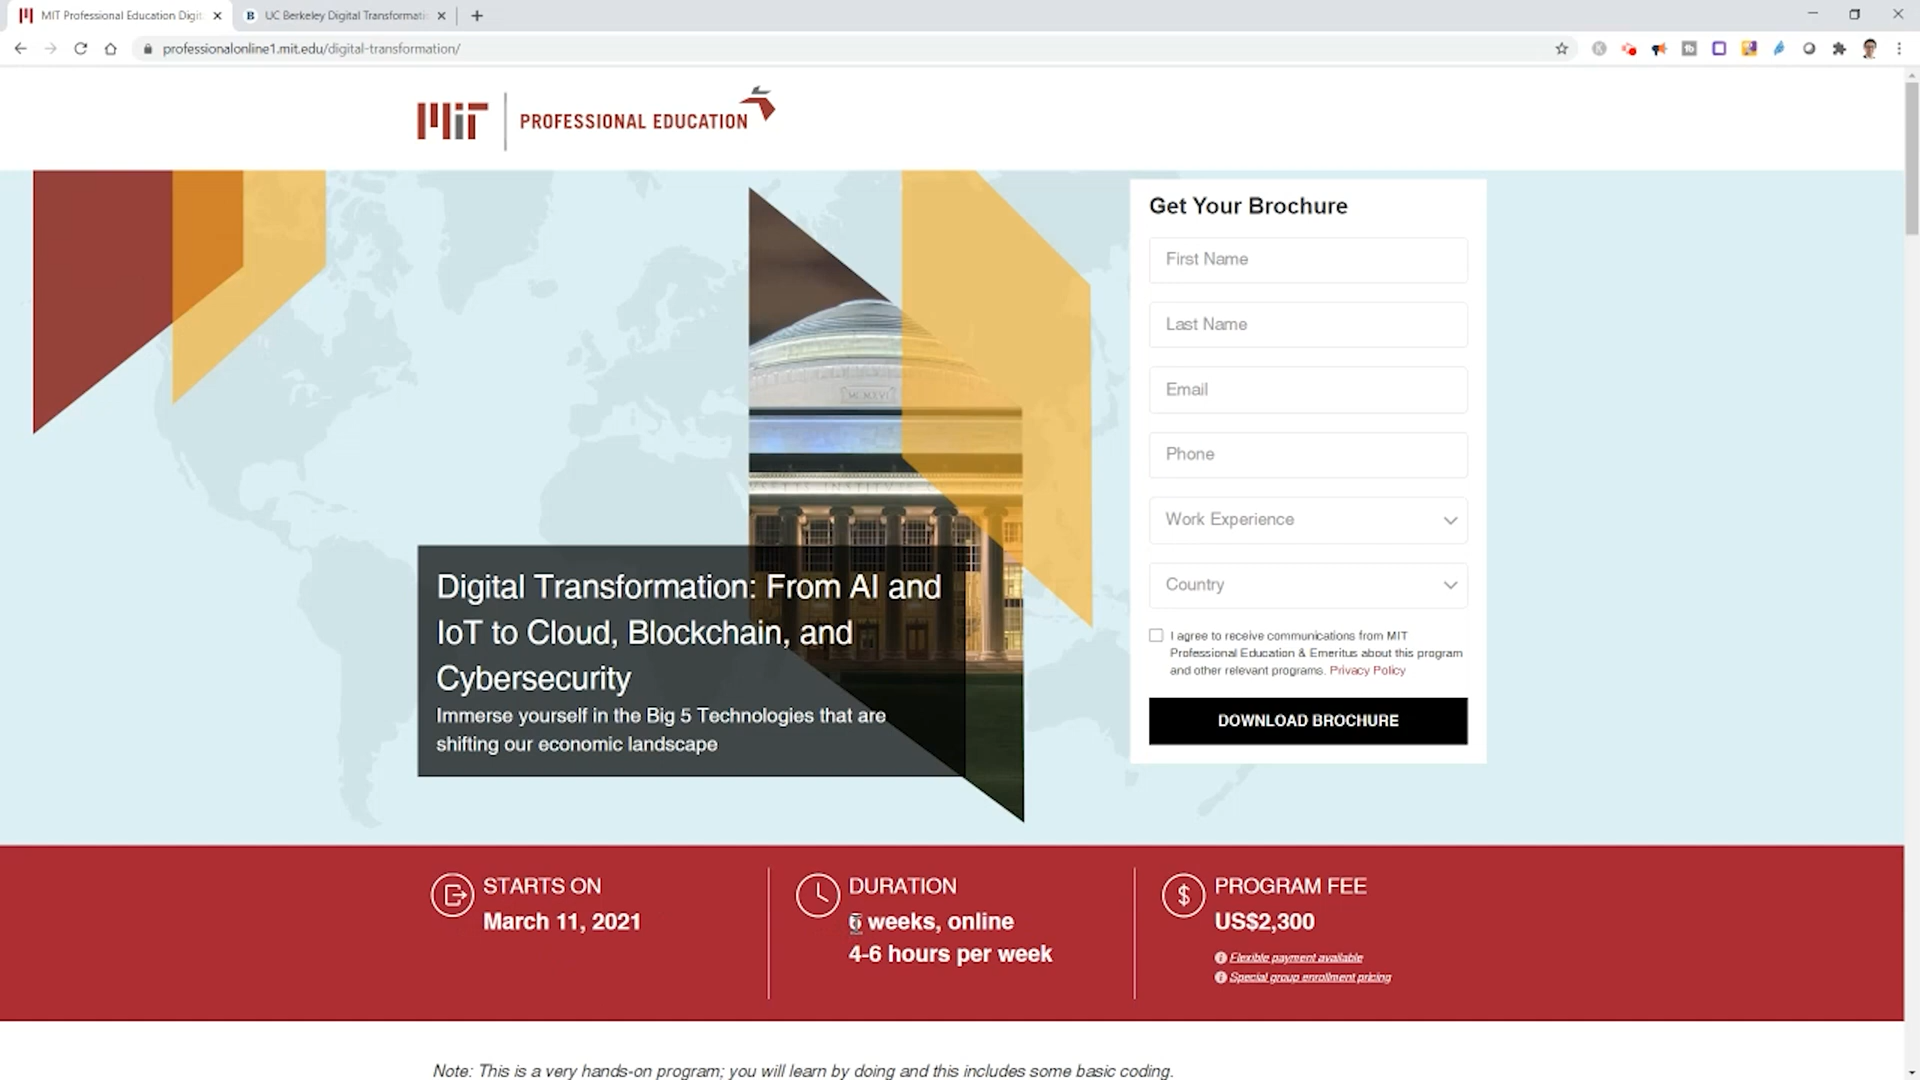 MIT Professional Education Digit
UC Berkeley Digital Transformati
professionalonline1.mit.edu/digital-transformation/
MIT PROFESSIONAL EDUCATION
Get Your Brochure
First Name
Last Name
Email
Phone
Work Experience
Country
I agree to receive communications from MIT
Professional Education & Emeritus about this program
and other relevant programs. Privacy Policy
DOWNLOAD BROCHURE
Digital Transformation: From AI and
IoT to Cloud, Blockchain, and
Cybersecurity
Immerse yourself in the Big 5 Technologies that are
shifting our economic landscape
STARTS ON
March 11, 2021
DURATION
weeks, online
4-6 hours per week
PROGRAM FEE
US$2,300
Flexible payment available
Special group enrollment pricing
Note: This is a very hands-on program; you will learn by doing and this includes some basic coding.